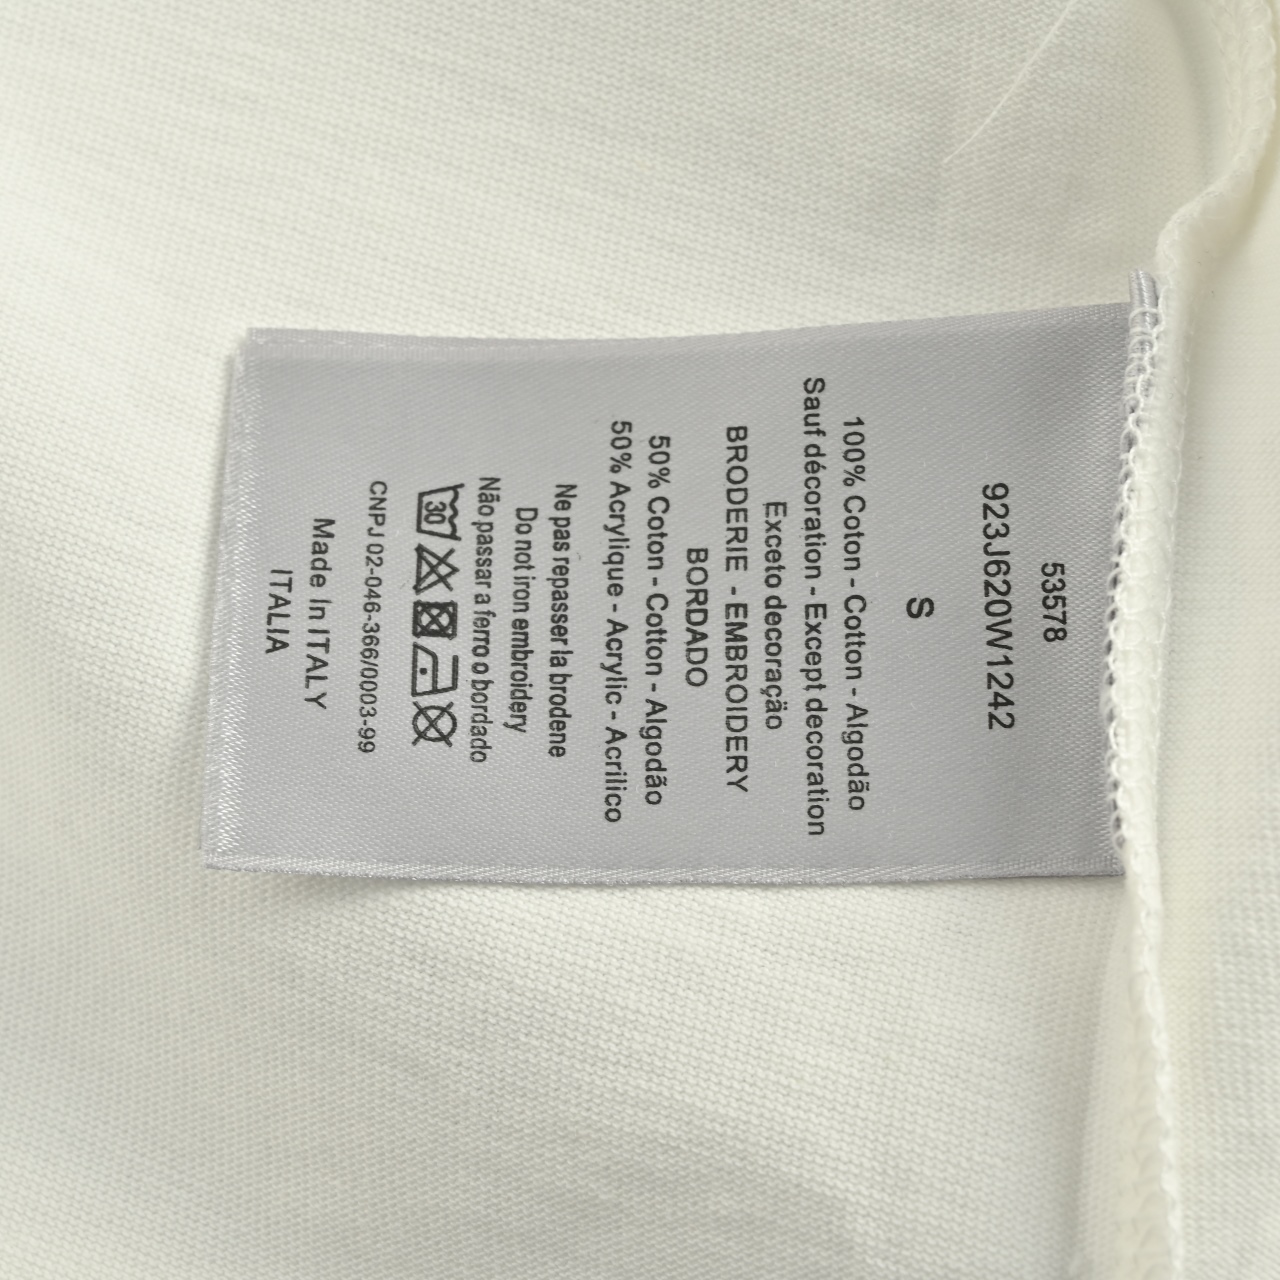 53578
923J620W1242
S
100% Coton - Cotton - Algodão
Sauf décoration - Except decoration
Exceto decoração
BRODERIE - EMBROIDERY
BORDADO
50% Coton - Cotton - Algodão
50% Acrylique - Acrylic - Acrilico
Ne pas repasser la brodene
Do not iron embroidery
Não passar a ferro o bordado
30
CNPJ 02-046-366/0003-99
Made In ITALY
ITALIA